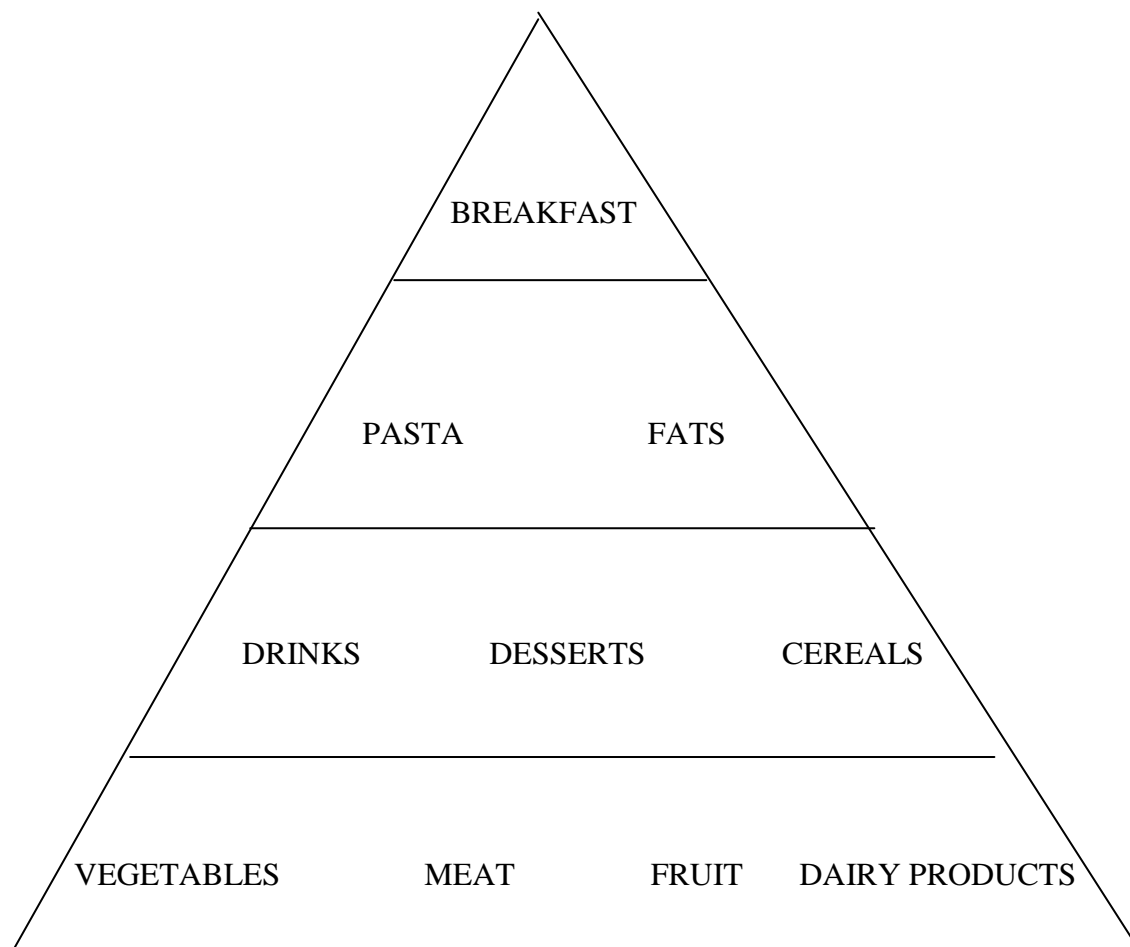 BREAKFAST
PASTA FATS
DRINKS DESSERTS CEREALS
VEGETABLES MEAT FRUIT DAIRY PRODUCTS